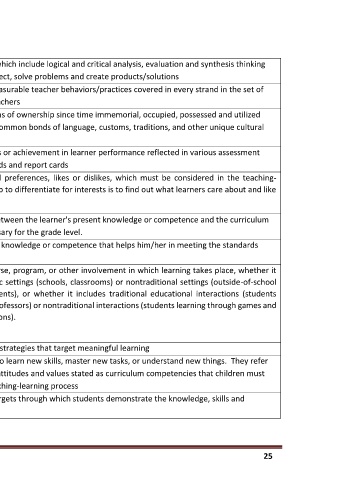 hich include logical and critical analysis, evaluation and synthesis thinking
ect, solve problems and create products/solutions
asurable teacher behaviors/practices covered in every strand in the set of
achers
ns of ownership since time immemorial, occupied, possessed and utilized
ommon bonds of language, customs, traditions, and other unique cultural
s or achievement in learner performance reflected in various assessment
ds and report cards
l preferences, likes or dislikes, which must be considered in the teaching-
p to differentiate for interests is to find out what learners care about and like
etween the learner's present knowledge or competence and the curriculum
sary for the grade level.
knowledge or competence that helps him/her in meeting the standards
rse, program, or other involvement in which learning takes place, whether it
c settings (schools, classrooms) or nontraditional settings (outside-of-school
ents), or whether it includes traditional educational interactions (students
ofessors) or nontraditional interactions (students learning through games and
ons).
strategies that target meaningful learning
o learn new skills, master new tasks, or understand new things. They refer
attitudes and values stated as curriculum competencies that children must
ching-learning process
rgets through which students demonstrate the knowledge, skills and
25